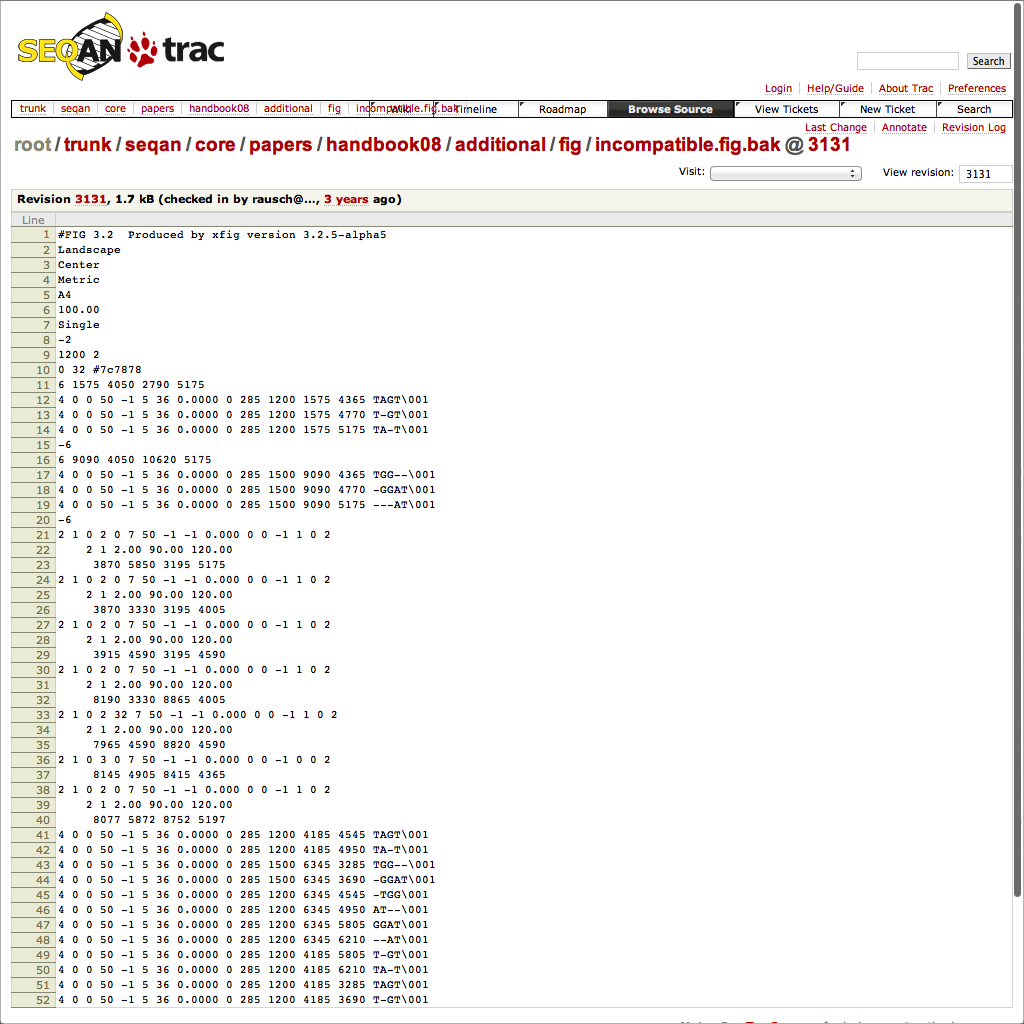 SEQAN trac
Search
Login Help/Guide About Trac Preferences
trunk seqan core papers handbook08 additional fig incompatible.fig.bak
Wiki Timeline Roadmap Browse Source View Tickets New Ticket Search
Last Change Annotate Revision Log
root/trunk/seqan/core/papers/handbook08/additional/fig/incompatible.fig.bak @ 3131
Visit: View revision: 3131
Revision 3131, 1.7 kB (checked in by rausch@..., 3 years ago)
Line
1 #FIG 3.2  Produced by xfig version 3.2.5-alpha5
2 Landscape
3 Center
4 Metric
5 A4
6 100.00
7 Single
8 -2
9 1200 2
10 0 32 #7c7878
11 6 1575 4050 2790 5175
12 4 0 0 50 -1 5 36 0.0000 0 285 1200 1575 4365 TAGT\001
13 4 0 0 50 -1 5 36 0.0000 0 285 1200 1575 4770 T-GT\001
14 4 0 0 50 -1 5 36 0.0000 0 285 1200 1575 5175 TA-T\001
15 -6
16 6 9090 4050 10620 5175
17 4 0 0 50 -1 5 36 0.0000 0 285 1500 9090 4365 TGG--\001
18 4 0 0 50 -1 5 36 0.0000 0 285 1500 9090 4770 -GGAT\001
19 4 0 0 50 -1 5 36 0.0000 0 285 1500 9090 5175 ---AT\001
20 -6
21 2 1 0 2 0 7 50 -1 -1 0.000 0 0 -1 1 0 2
22 2 1 2.00 90.00 120.00
23 3870 5850 3195 5175
24 2 1 0 2 0 7 50 -1 -1 0.000 0 0 -1 1 0 2
25 2 1 2.00 90.00 120.00
26 3870 3330 3195 4005
27 2 1 0 2 0 7 50 -1 -1 0.000 0 0 -1 1 0 2
28 2 1 2.00 90.00 120.00
29 3915 4590 3195 4590
30 2 1 0 2 0 7 50 -1 -1 0.000 0 0 -1 1 0 2
31 2 1 2.00 90.00 120.00
32 8190 3330 8865 4005
33 2 1 0 2 32 7 50 -1 -1 0.000 0 0 -1 1 0 2
34 2 1 2.00 90.00 120.00
35 7965 4590 8820 4590
36 2 1 0 3 0 7 50 -1 -1 0.000 0 0 -1 0 0 2
37 8145 4905 8415 4365
38 2 1 0 2 0 7 50 -1 -1 0.000 0 0 -1 1 0 2
39 2 1 2.00 90.00 120.00
40 8077 5872 8752 5197
41 4 0 0 50 -1 5 36 0.0000 0 285 1200 4185 4545 TAGT\001
42 4 0 0 50 -1 5 36 0.0000 0 285 1200 4185 4950 TA-T\001
43 4 0 0 50 -1 5 36 0.0000 0 285 1500 6345 3285 TGG--\001
44 4 0 0 50 -1 5 36 0.0000 0 285 1500 6345 3690 -GGAT\001
45 4 0 0 50 -1 5 36 0.0000 0 285 1200 6345 4545 -TGG\001
46 4 0 0 50 -1 5 36 0.0000 0 285 1200 6345 4950 AT--\001
47 4 0 0 50 -1 5 36 0.0000 0 285 1200 6345 5805 GGAT\001
48 4 0 0 50 -1 5 36 0.0000 0 285 1200 6345 6210 --AT\001
49 4 0 0 50 -1 5 36 0.0000 0 285 1200 4185 5805 T-GT\001
50 4 0 0 50 -1 5 36 0.0000 0 285 1200 4185 6210 TA-T\001
51 4 0 0 50 -1 5 36 0.0000 0 285 1200 4185 3285 TAGT\001
52 4 0 0 50 -1 5 36 0.0000 0 285 1200 4185 3690 T-GT\001